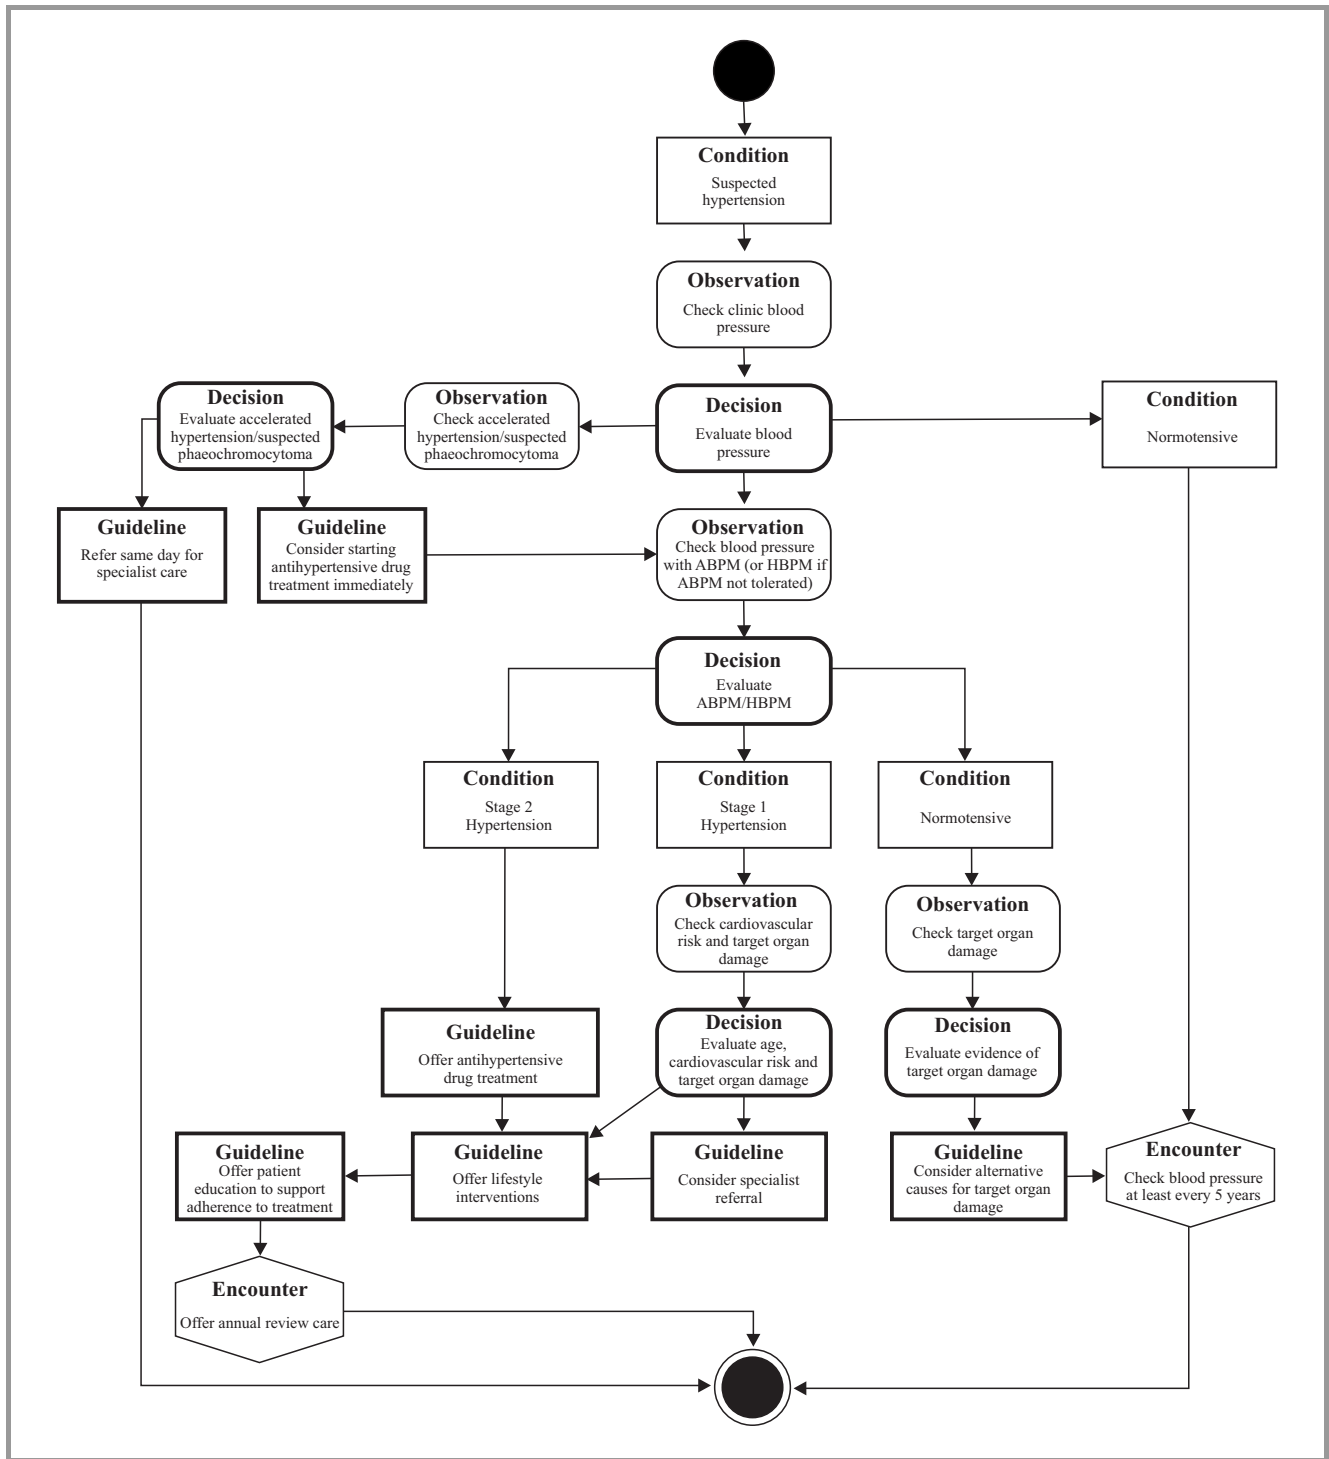 Condition
Suspected
hypertension
Observation
Check clinic blood
pressure
Decision
Evaluate accelerated
hypertension/suspected
phaeochromocytoma
Observation
Check accelerated
hypertension/suspected
phaeochromocytoma
Decision
Evaluate blood
pressure
Condition
Normotensive
Guideline
Refer same day for
specialist care
Guideline
Consider starting
antihypertensive drug
treatment immediately
Observation
Check blood pressure
with ABPM (or HBPM if
ABPM not tolerated)
Decision
Evaluate
ABPM/HBPM
Condition
Stage 2
Hypertension
Condition
Stage 1
Hypertension
Condition
Normotensive
Observation
Check cardiovascular
risk and target organ
damage
Observation
Check target organ
damage
Guideline
Offer antihypertensive
drug treatment
Decision
Evaluate age,
cardiovascular risk and
target organ damage
Decision
Evaluate evidence of
target organ damage
Guideline
Offer patient
education to support
adherence to treatment
Guideline
Offer lifestyle
interventions
Guideline
Consider specialist
referral
Guideline
Consider alternative
causes for target organ
damage
Encounter
Check blood pressure
at least every 5 years
Encounter
Offer annual review care